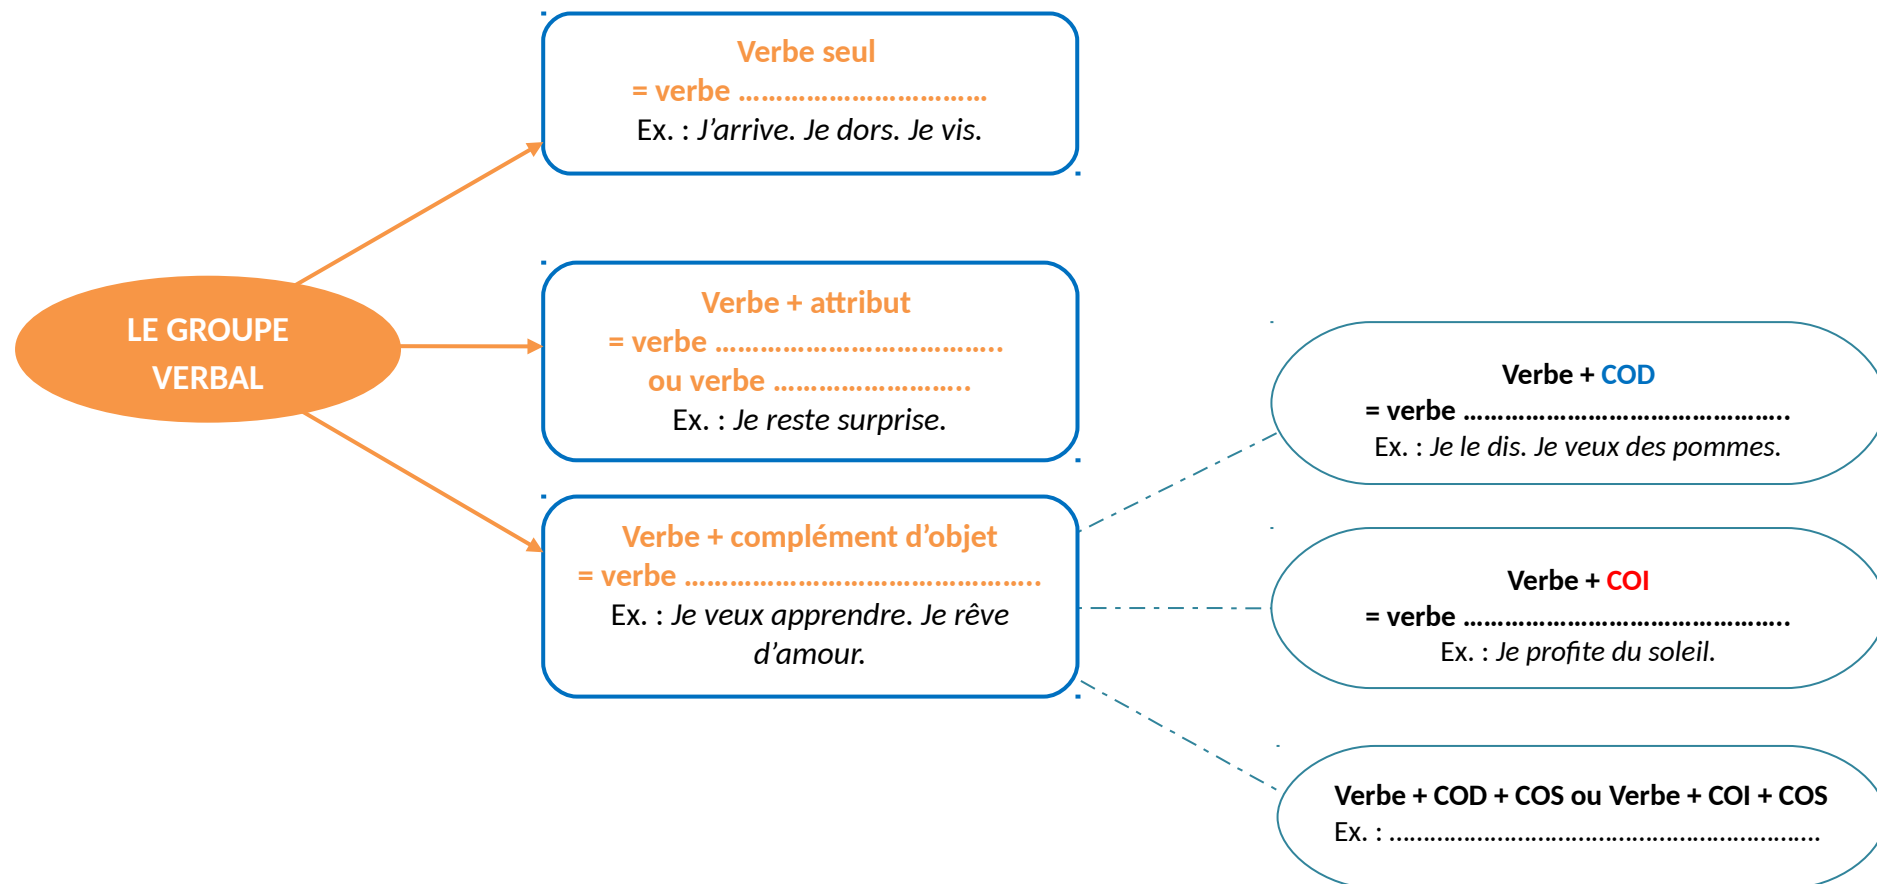 Verbe seul
= verbe ……………………………
Ex. : J’arrive. Je dors. Je vis.
LE GROUPE
VERBAL
Verbe + attribut
= verbe ………………………………..
ou verbe ……………………..
Ex. : Je reste surprise.
Verbe + complément d’objet
= verbe ………………………………………..
Ex. : Je veux apprendre. Je rêve
d’amour.
Verbe + COD
= verbe ………………………………………..
Ex. : Je le dis. Je veux des pommes.
Verbe + COI
= verbe ………………………………………..
Ex. : Je profite du soleil.
Verbe + COD + COS ou Verbe + COI + COS
Ex. : ……………………………………………………….